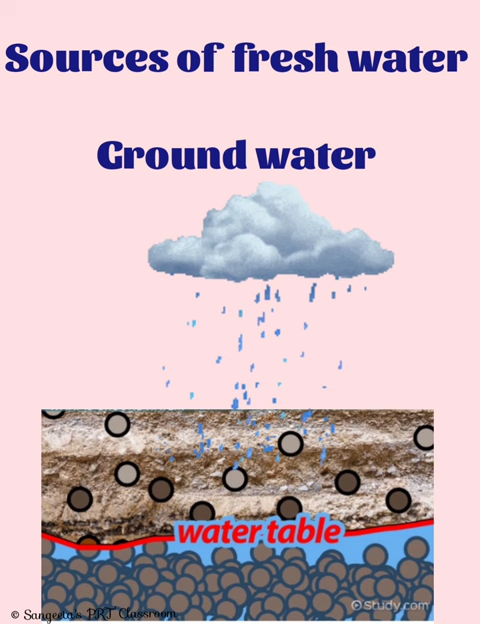 Sources of fresh water
Ground water
water table
Study.com
© Sangeeta's PRT Classroom